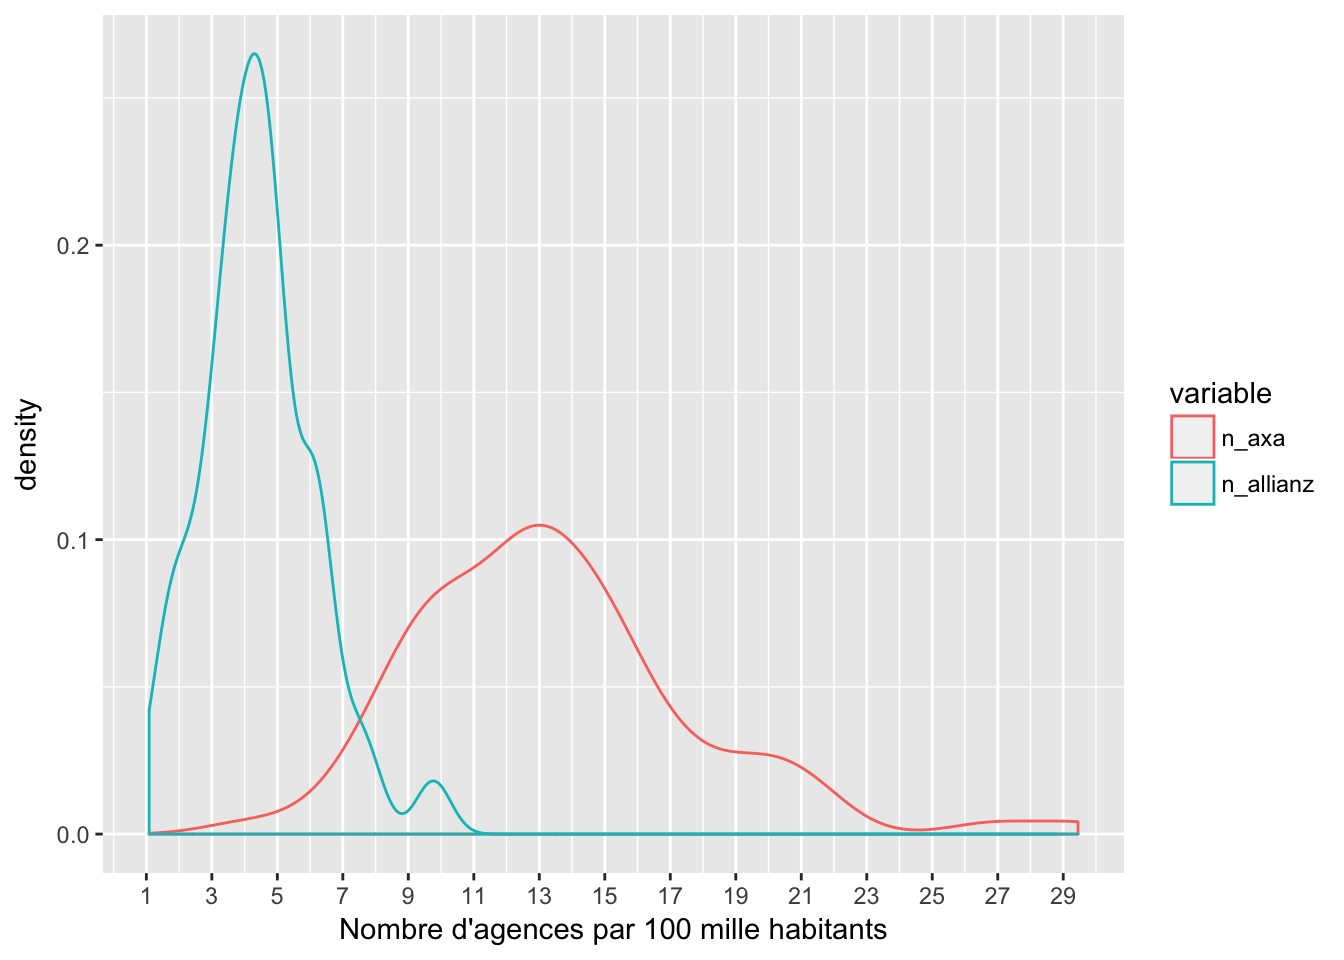 density
0.2
0.1
0.0
1 3 5 7 9 11 13 15 17 19 21 23 25 27 29
Nombre d'agences par 100 mille habitants
variable
n_axa
n_allianz